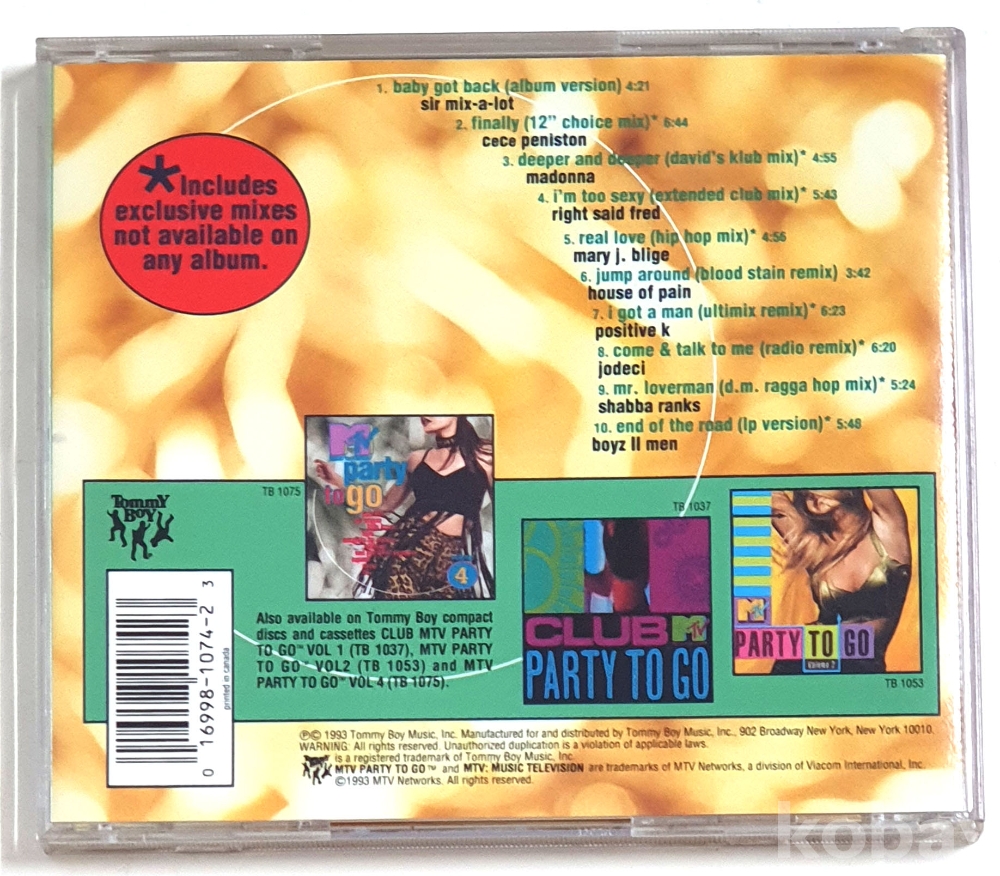 1. baby got back (album version) 4:21
sir mix-a-lot
2. finally (12" choice mix)* 6:44
cece peniston
3. deeper and deeper (david's klub mix)* 4:55
madonna
4. i'm too sexy (extended club mix)* 5:43
right said fred
5. real love (hip hop mix)* 4:56
mary j. blige
6. jump around (blood stain remix) 3:42
house of pain
7. i got a man (ultimix remix)* 6:23
positive k
8. come & talk to me (radio remix)* 6:20
jodeci
9. mr. loverman (d.m. ragga hop mix)* 5:24
shabba ranks
10. end of the road (lp version)* 5:48
boyz II men
*Includes
exclusive mixes
not available on
any album.
Tommy
Boy
TB 1075
MTV
party
to go
4
Also available on Tommy Boy compact
discs and cassettes CLUB MTV PARTY
TO GO™ VOL 1 (TB 1037), MTV PARTY
TO GO™ VOL2 (TB 1053) and MTV
PARTY TO GO™ VOL 4 (TB 1075).
TB 1037
CLUB MTV
PARTY TO GO
MTV
PARTY TO GO
Volume 2
TB 1053
0 16998-1074-2 3
printed in canada
℗© 1993 Tommy Boy Music, Inc. Manufactured for and distributed by Tommy Boy Music, Inc., 902 Broadway New York, New York 10010.
WARNING: All rights reserved. Unauthorized duplication is a violation of applicable laws.
is a registered trademark of Tommy Boy Music, Inc.
MTV PARTY TO GO™ and MTV: MUSIC TELEVISION are trademarks of MTV Networks, a division of Viacom International, Inc.
©1993 MTV Networks. All rights reserved.
koba